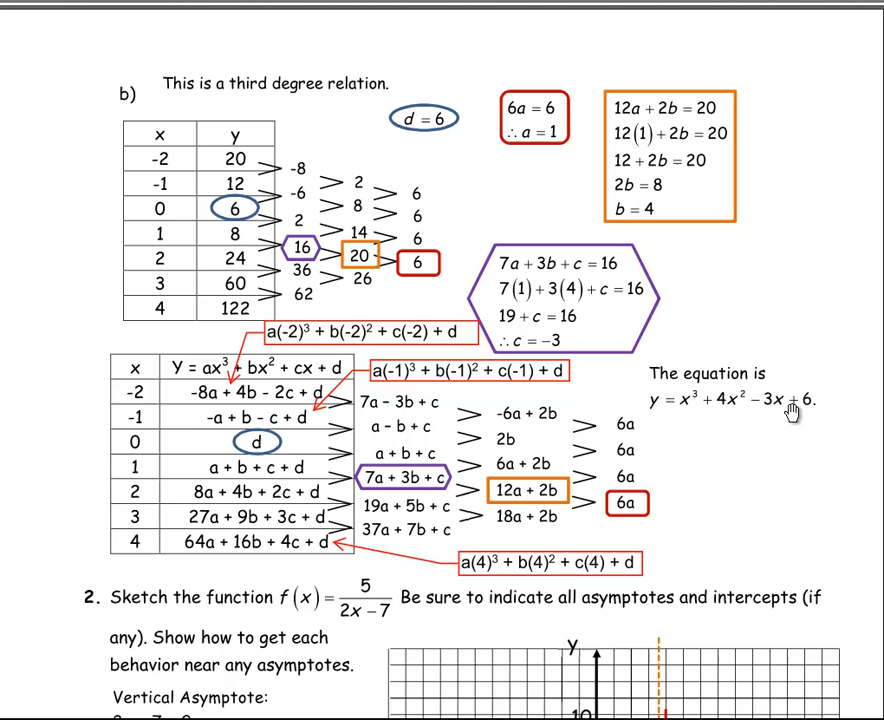 This is a third degree relation.
b)
d = 6
6a = 6
∴ a = 1
12a + 2b = 20
12(1) + 2b = 20
12 + 2b = 20
2b = 8
b = 4
x y
-2 20
-1 12
0 6
1 8
2 24
3 60
4 122
-8
-6
2
16
36
62
2
8
14
20
26
6
6
6
6
7a + 3b + c = 16
7(1) + 3(4) + c = 16
19 + c = 16
∴ c = -3
a(-2)³ + b(-2)² + c(-2) + d
a(-1)³ + b(-1)² + c(-1) + d
The equation is
y = x³ + 4x² - 3x + 6.
x Y = ax³ + bx² + cx + d
-2 -8a + 4b - 2c + d
-1 -a + b - c + d
0 d
1 a + b + c + d
2 8a + 4b + 2c + d
3 27a + 9b + 3c + d
4 64a + 16b + 4c + d
7a - 3b + c
a - b + c
a + b + c
7a + 3b + c
19a + 5b + c
37a + 7b + c
-6a + 2b
2b
6a + 2b
12a + 2b
18a + 2b
6a
6a
6a
6a
a(4)³ + b(4)² + c(4) + d
2. Sketch the function f(x) = 5/(2x - 7) Be sure to indicate all asymptotes and intercepts (if
any). Show how to get each
behavior near any asymptotes.
Vertical Asymptote:
y
10